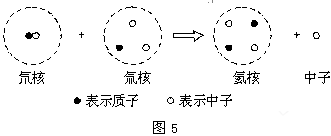 氘核 + 氚核 ⟹ 氦核 + 中子
● 表示质子 ○ 表示中子
图 5